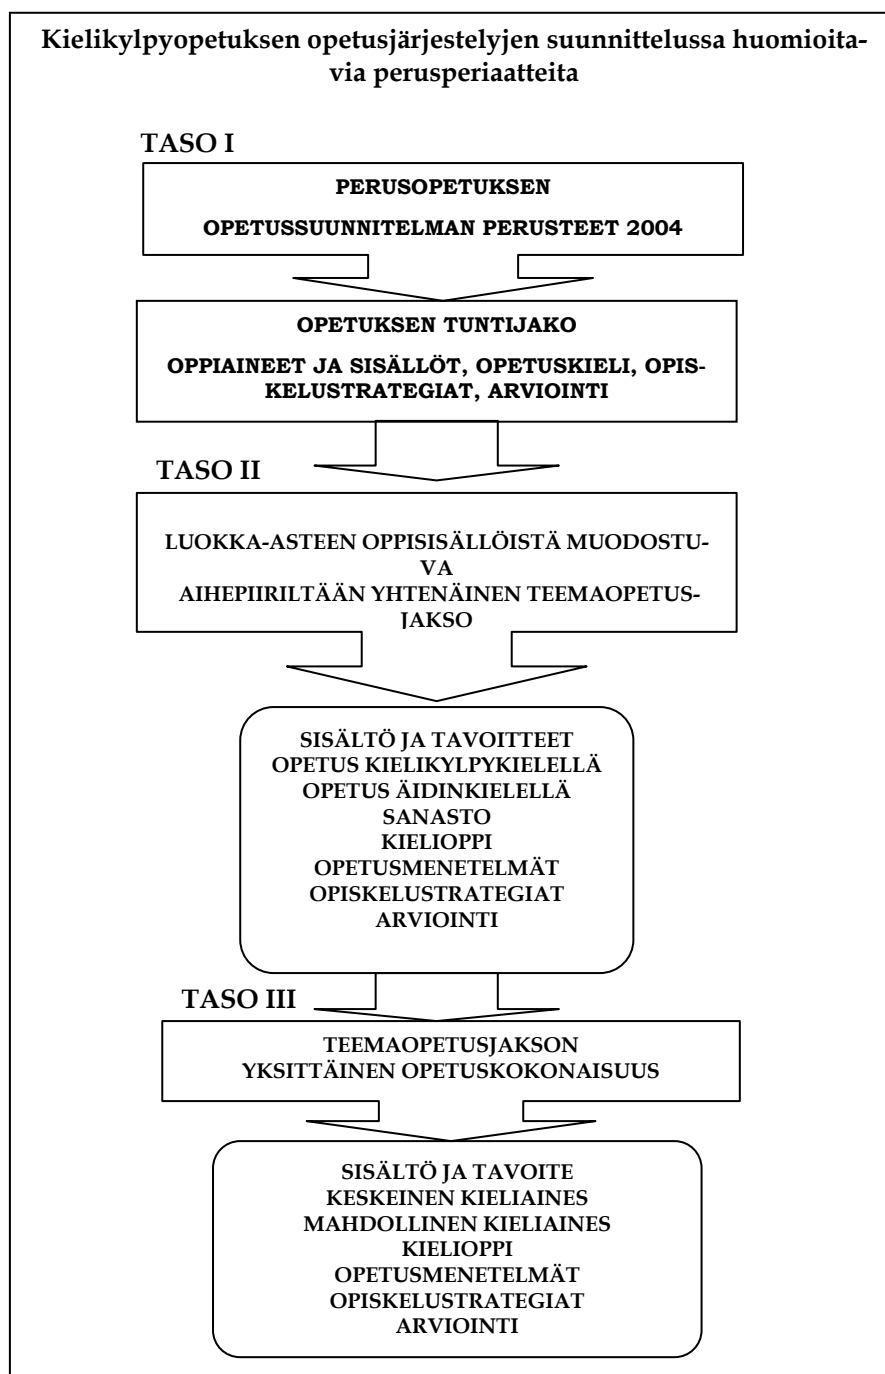 Kielikylpyopetuksen opetusjärjestelyjen suunnittelussa huomioita-
via perusperiaatteita
TASO I
PERUSOPETUKSEN
OPETUSSUUNNITELMAN PERUSTEET 2004
OPETUKSEN TUNTIJAKO
OPPIAINEET JA SISÄLLÖT, OPETUSKIELI, OPIS-
KELUSTRATEGIAT, ARVIOINTI
TASO II
LUOKKA-ASTEEN OPPISISÄLLÖISTÄ MUODOSTU-
VA
AIHEPIIRILTÄÄN YHTENÄINEN TEEMAOPETUS-
JAKSO
SISÄLTÖ JA TAVOITTEET
OPETUS KIELIKYLPYKIELELLÄ
OPETUS ÄIDINKIELELLÄ
SANASTO
KIELIOPPI
OPETUSMENETELMÄT
OPISKELUSTRATEGIAT
ARVIOINTI
TASO III
TEEMAOPETUSJAKSON
YKSITTÄINEN OPETUSKOKONAISUUS
SISÄLTÖ JA TAVOITE
KESKEINEN KIELIAINES
MAHDOLLINEN KIELIAINES
KIELIOPPI
OPETUSMENETELMÄT
OPISKELUSTRATEGIAT
ARVIOINTI